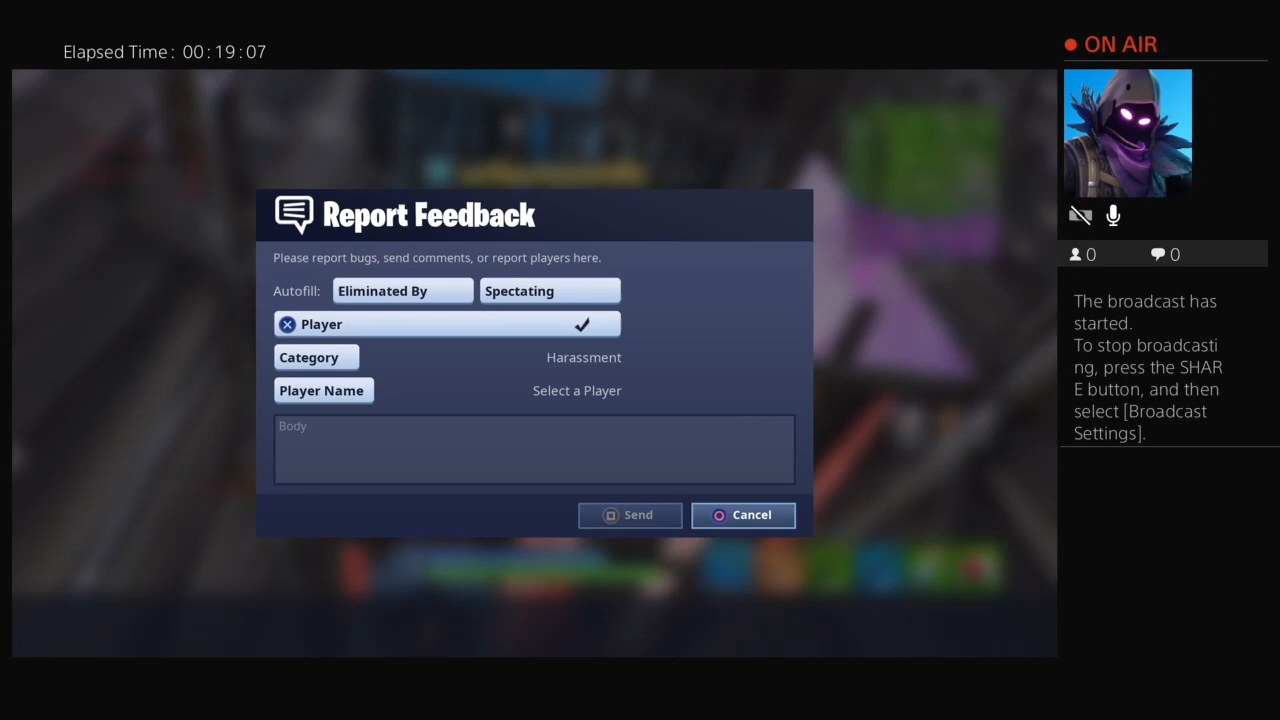 Elapsed Time: 00:19:07
ON AIR
Report Feedback
Please report bugs, send comments, or report players here.
Autofill: Eliminated By Spectating
Player
Category Harassment
Player Name Select a Player
Body
Send Cancel
0 0
The broadcast has
started.
To stop broadcasti
ng, press the SHAR
E button, and then
select [Broadcast
Settings].